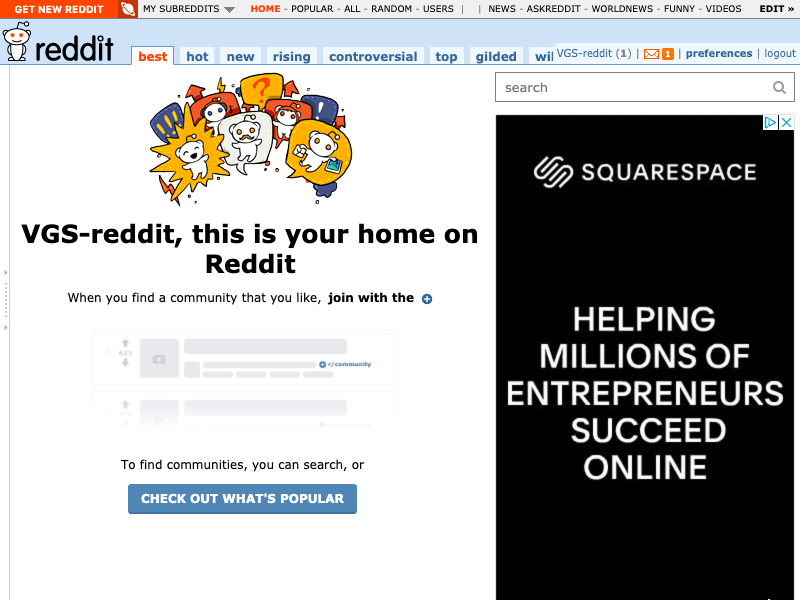 GET NEW REDDIT MY SUBREDDITS HOME - POPULAR - ALL - RANDOM - USERS | | NEWS - ASKREDDIT - WORLDNEWS - FUNNY - VIDEOS EDIT »
reddit best hot new rising controversial top gilded wil VGS-reddit (1) | 1 | preferences | logout
search
SQUARESPACE
VGS-reddit, this is your home on
Reddit
When you find a community that you like, join with the
r/community
To find communities, you can search, or
CHECK OUT WHAT'S POPULAR
HELPING
MILLIONS OF
ENTREPRENEURS
SUCCEED
ONLINE